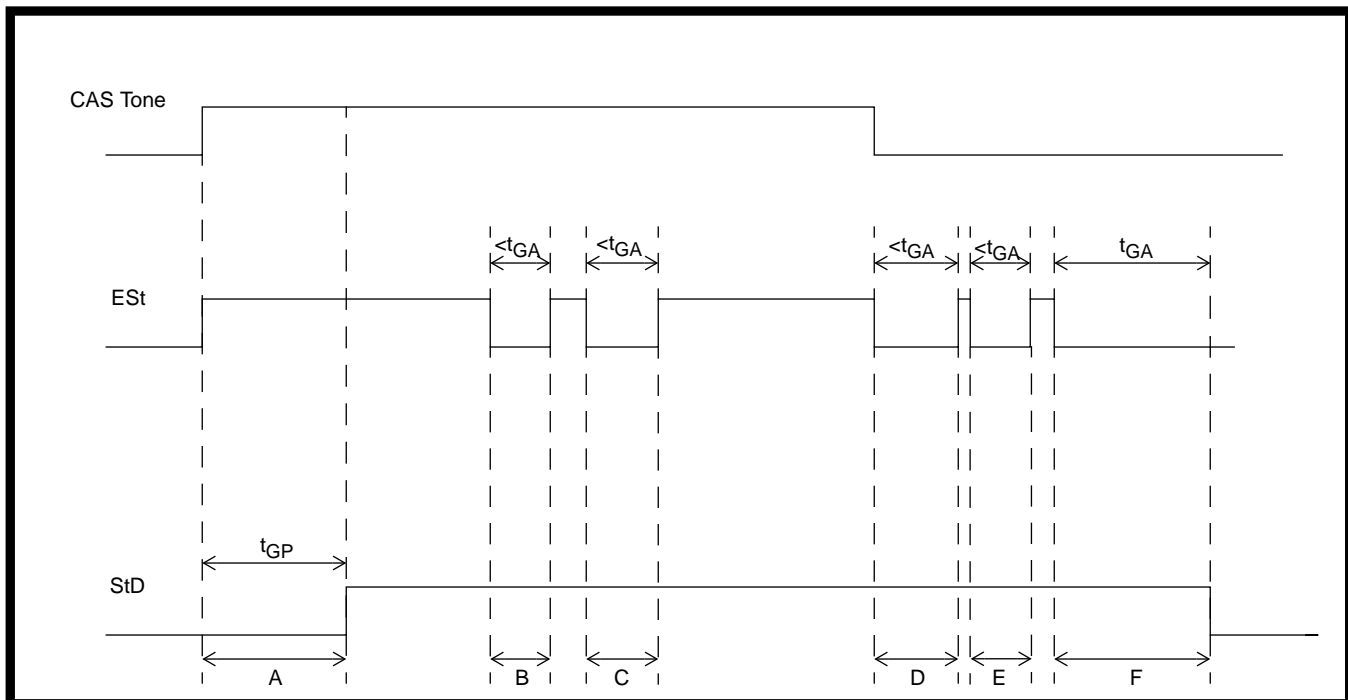 CAS Tone
<tGA <tGA <tGA <tGA tGA
ESt
tGP
StD
A B C D E F